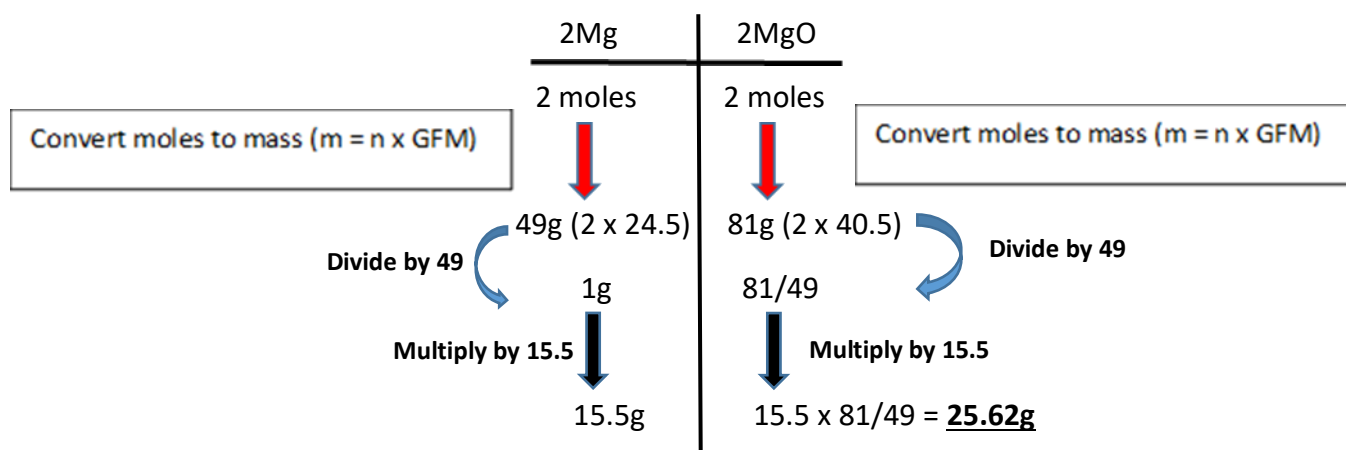 2Mg 2MgO
2 moles 2 moles
Convert moles to mass (m = n x GFM) Convert moles to mass (m = n x GFM)
49g (2 x 24.5) 81g (2 x 40.5)
Divide by 49 Divide by 49
1g 81/49
Multiply by 15.5 Multiply by 15.5
15.5g 15.5 x 81/49 = 25.62g